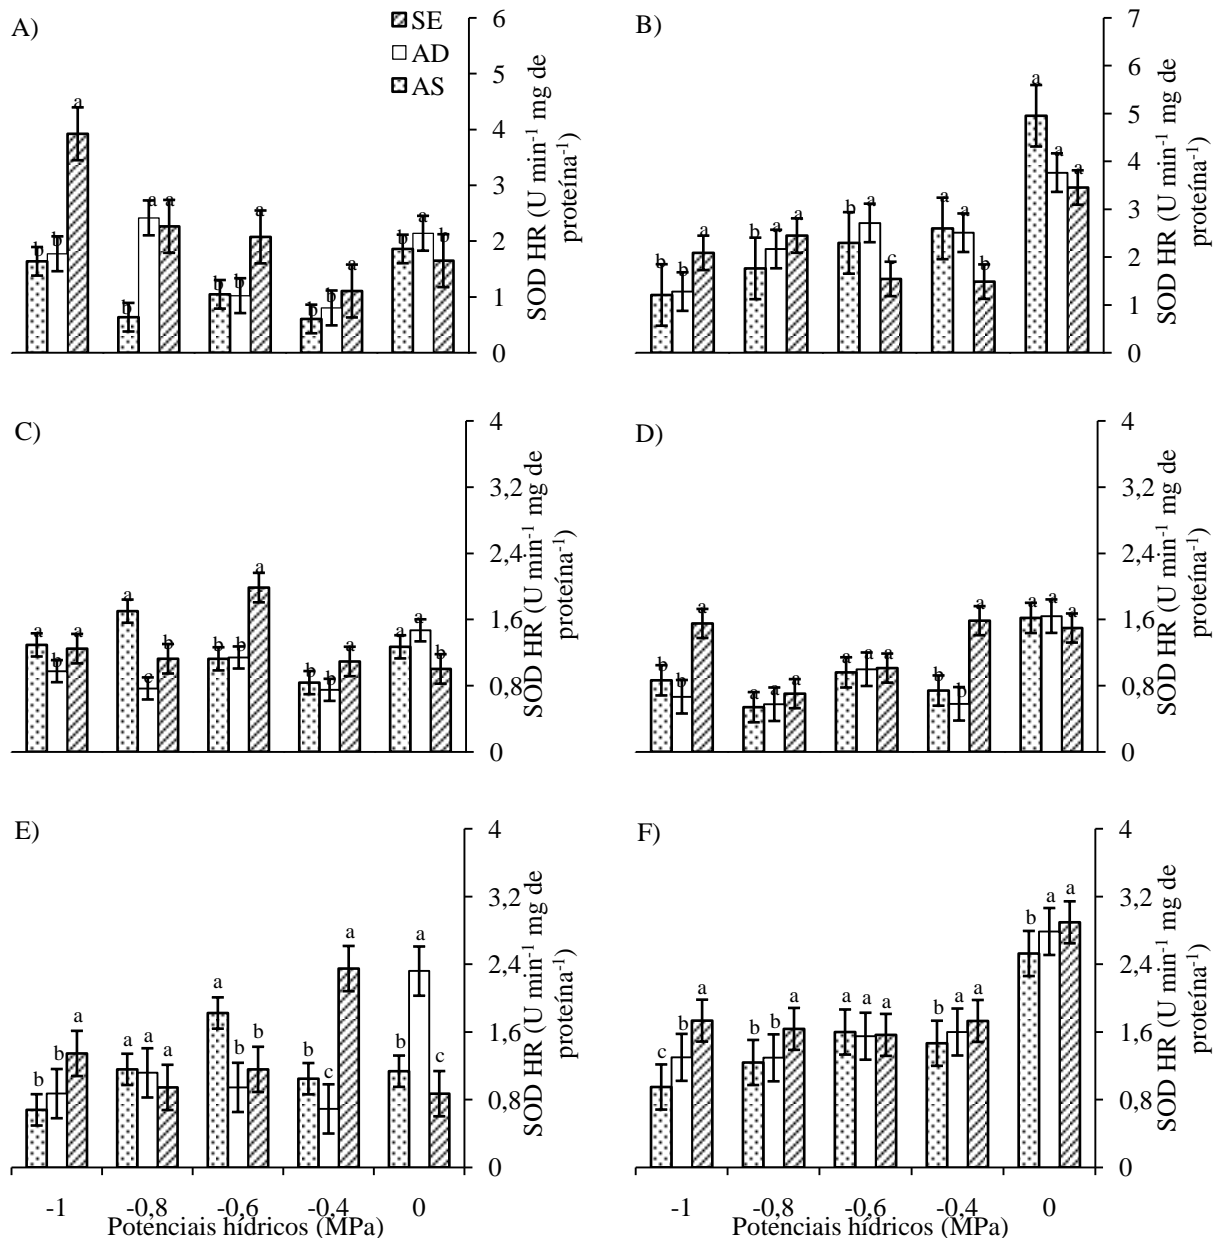 A)
SE
AD
AS
6
5
4
3
2
1
0
SOD HR (U min-1 mg de
proteína-1)
a
b b
b a a
b b a
b b a
b a b
B)
7
6
5
4
3
2
1
0
SOD HR (U min-1 mg de
proteína-1)
b b a
b a a
b a c
a a b
a a a
C)
4
3,2
2,4
1,6
0,8
0
SOD HR (U min-1 mg de
proteína-1)
a b a
a c b
b b a
b b a
a a b
D)
4
3,2
2,4
1,6
0,8
0
SOD HR (U min-1 mg de
proteína-1)
b b a
a a a
a a a
b b a
a a a
E)
4
3,2
2,4
1,6
0,8
0
SOD HR (U min-1 mg de
proteína-1)
b b a
a a a
a b b
b c a
b a c
-1 -0,8 -0,6 -0,4 0
Potenciais hídricos (MPa)
F)
4
3,2
2,4
1,6
0,8
0
SOD HR (U min-1 mg de
proteína-1)
c b a
b b a
a a a
b a a
b a a
-1 -0,8 -0,6 -0,4 0
Potenciais hídricos (MPa)